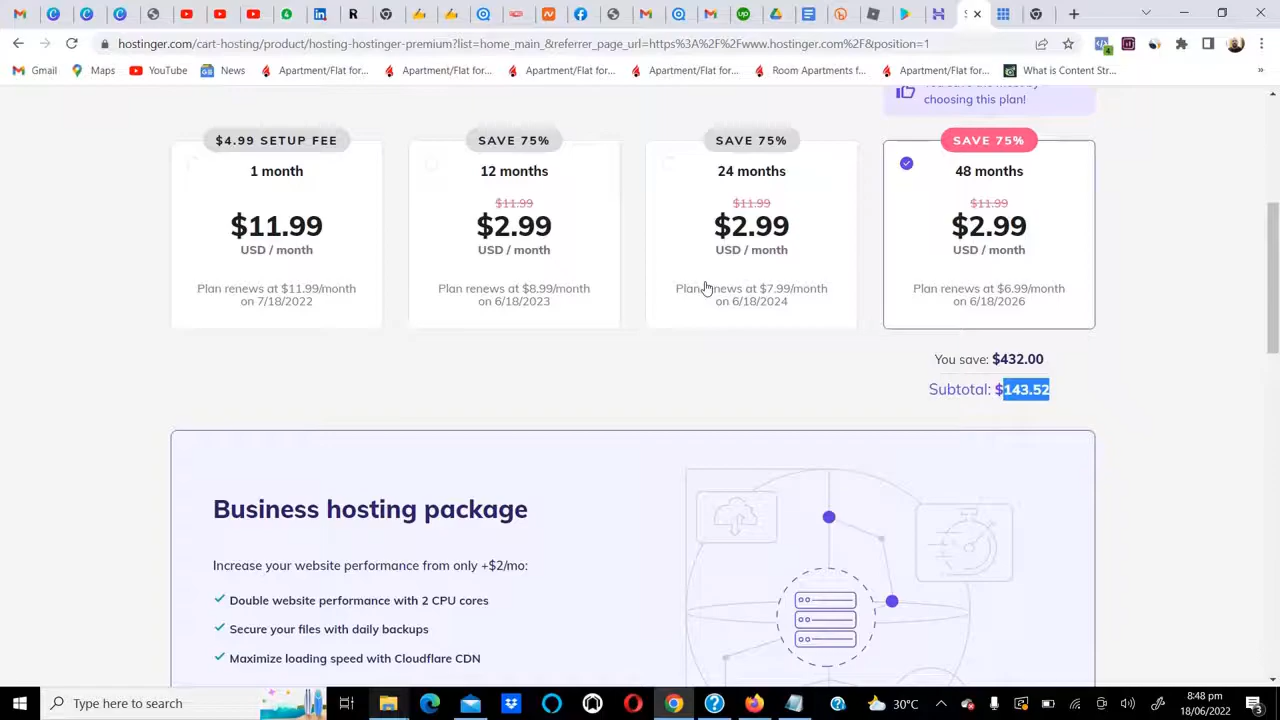 hostinger.com/cart-hosting/product/hosting-hostinger_premium?list=home_main_&referrer_page_url=https%3A%2F%2Fwww.hostinger.com%2F&position=1
Gmail
Maps
YouTube
News
Apartment/Flat for...
Apartment/Flat for...
Apartment/Flat for...
Apartment/Flat for...
Room Apartments f...
Apartment/Flat for...
What is Content Str...
»
choosing this plan!
$4.99 SETUP FEE
1 month
$11.99
USD / month
Plan renews at $11.99/month
on 7/18/2022
SAVE 75%
12 months
$11.99
$2.99
USD / month
Plan renews at $8.99/month
on 6/18/2023
SAVE 75%
24 months
$11.99
$2.99
USD / month
Plan renews at $7.99/month
on 6/18/2024
SAVE 75%
48 months
$11.99
$2.99
USD / month
Plan renews at $6.99/month
on 6/18/2026
You save: $432.00
Subtotal: $143.52
Business hosting package
Increase your website performance from only +$2/mo:
Double website performance with 2 CPU cores
Secure your files with daily backups
Maximize loading speed with Cloudflare CDN
Type here to search
30°C
8:48 pm
18/06/2022
3